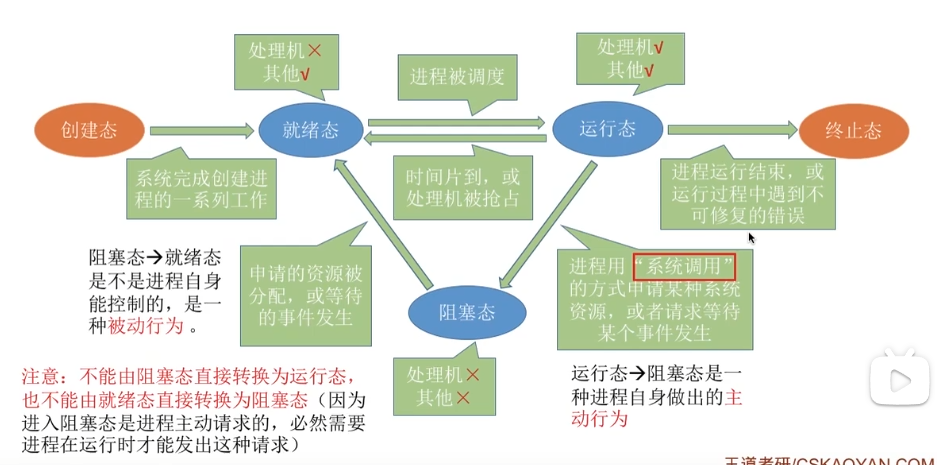 处理机×
其他√
进程被调度
处理机√
其他√
创建态
就绪态
运行态
终止态
系统完成创建进
程的一系列工作
时间片到，或
处理机被抢占
进程运行结束，或
运行过程中遇到不
可修复的错误
阻塞态→就绪态
是不是进程自身
能控制的，是一
种被动行为。
申请的资源被
分配，或等待
的事件发生
阻塞态
进程用“系统调用”
的方式申请某种系统
资源，或者请求等待
某个事件发生
处理机×
其他×
运行态→阻塞态是一
种进程自身做出的主
动行为
注意：不能由阻塞态直接转换为运行态，
也不能由就绪态直接转换为阻塞态（因为
进入阻塞态是进程主动请求的，必然需要
进程在运行时才能发出这种请求）
王道考研/CSKAOYAN.COM